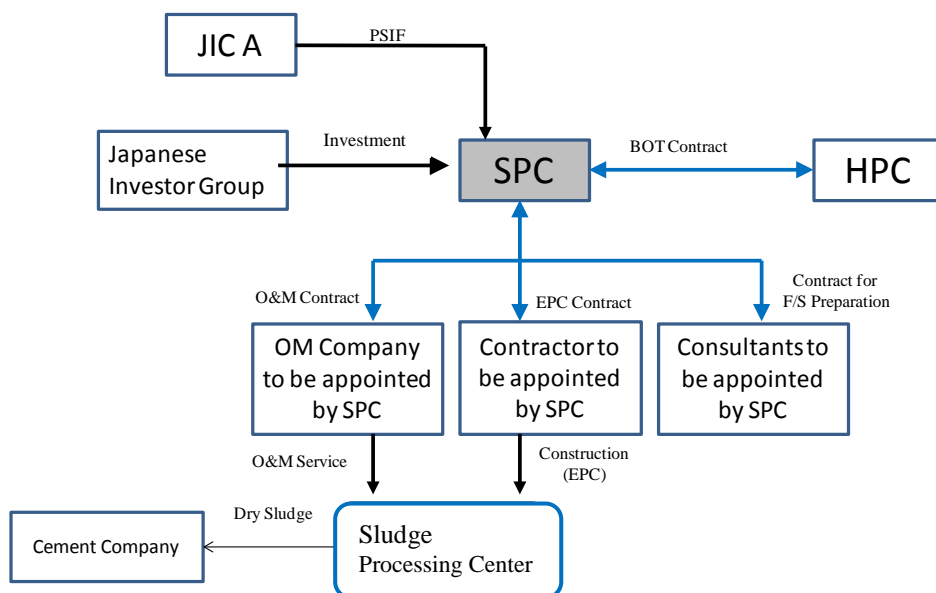 JIC A
PSIF
Japanese
Investor Group
Investment
SPC
BOT Contract
HPC
O&M Contract
EPC Contract
Contract for
F/S Preparation
OM Company
to be appointed
by SPC
Contractor to
be appointed
by SPC
Consultants to
be appointed
by SPC
O&M Service
Construction
(EPC)
Dry Sludge
Cement Company
Sludge
Processing Center